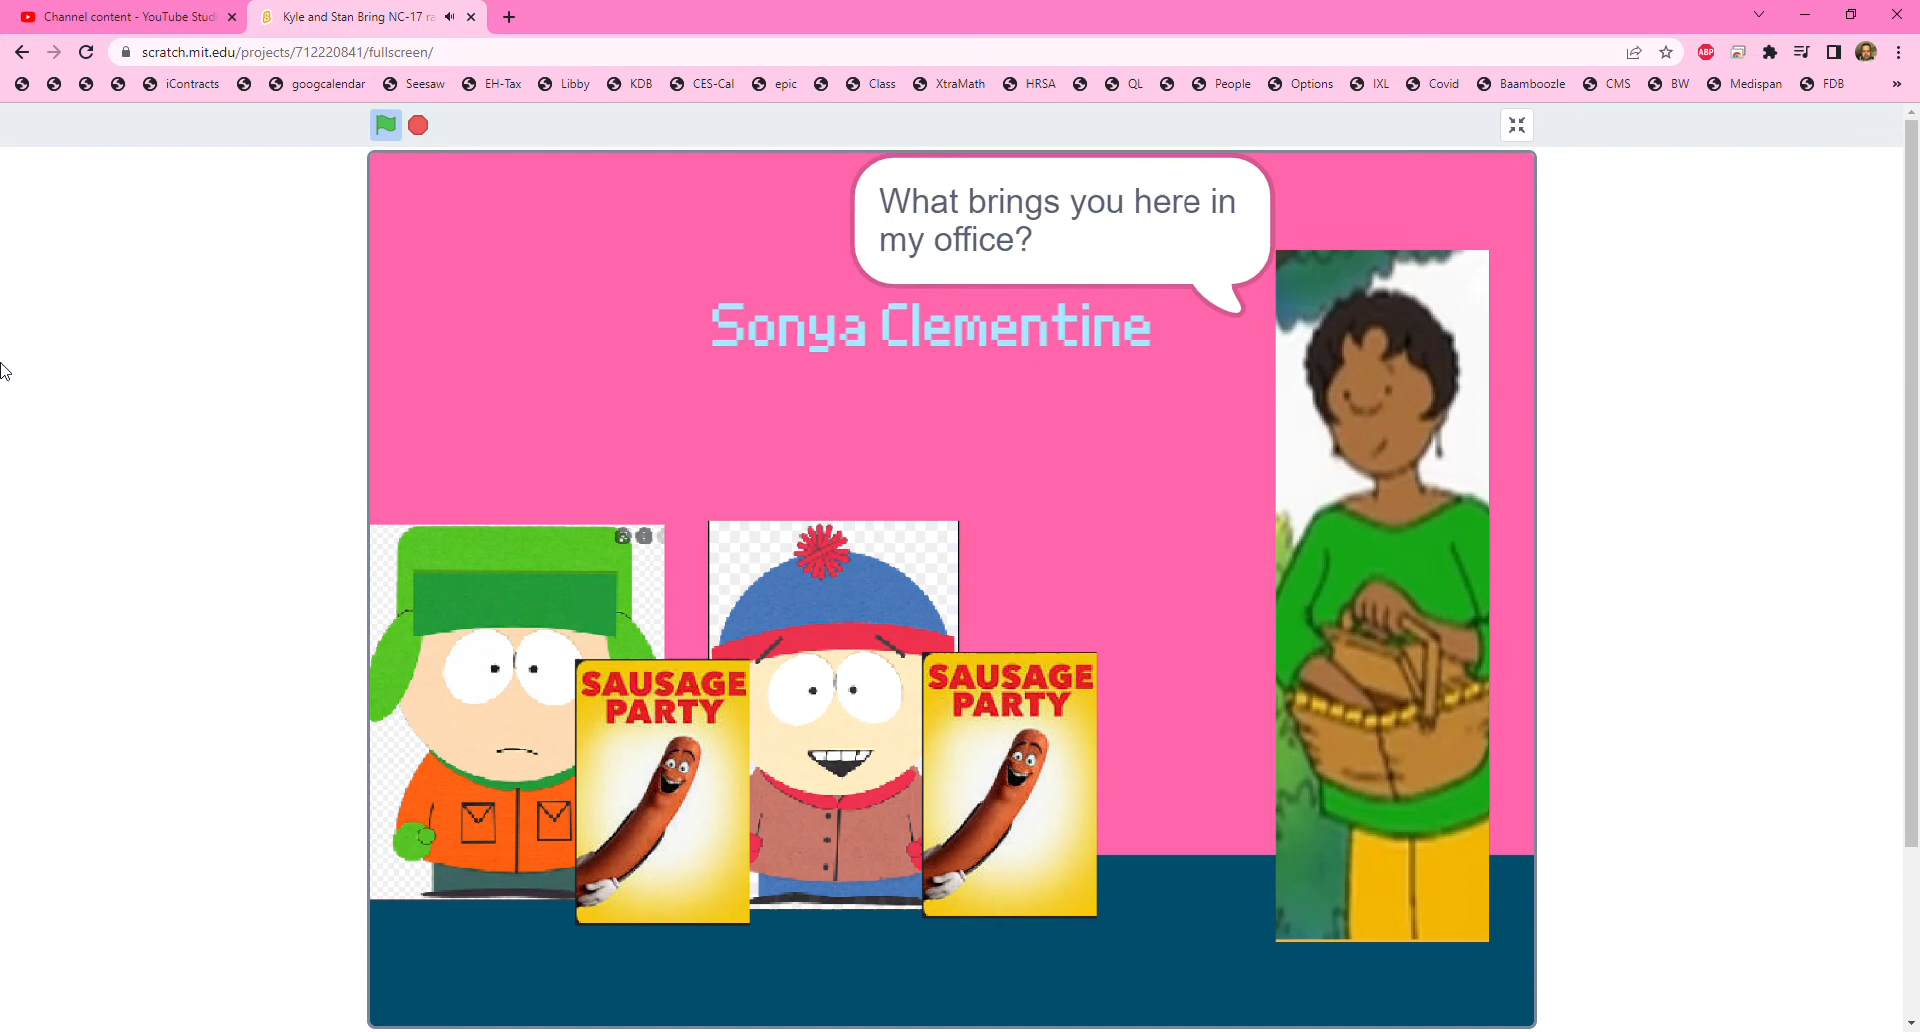 Channel content - YouTube Stud
Kyle and Stan Bring NC-17 ra
scratch.mit.edu/projects/712220841/fullscreen/
ABP
iContracts googcalendar Seesaw EH-Tax Libby KDB CES-Cal epic Class XtraMath HRSA QL People Options IXL Covid Baamboozle CMS BW Medispan FDB »
What brings you here in
my office?
Sonya Clementine
SAUSAGE
PARTY
SAUSAGE
PARTY